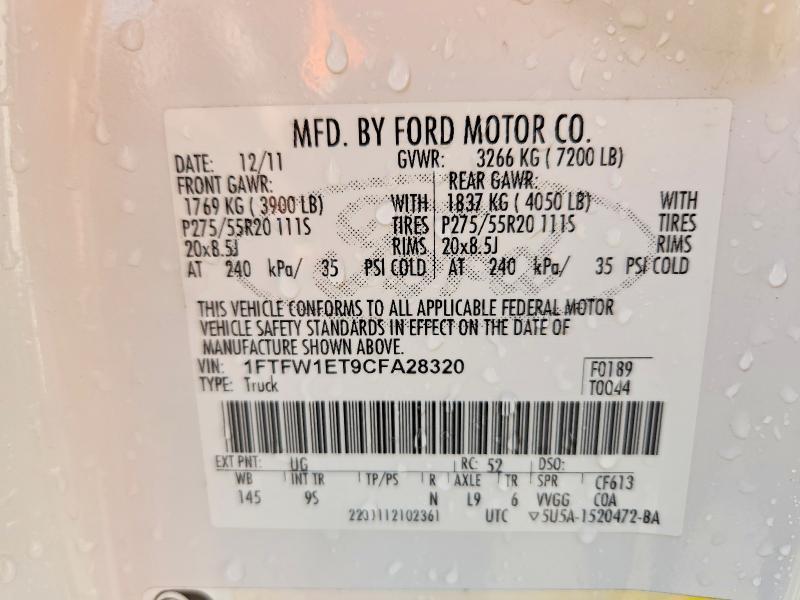 MFD. BY FORD MOTOR CO.
DATE: 12/11 GVWR: 3266 KG ( 7200 LB)
FRONT GAWR: REAR GAWR:
1769 KG ( 3900 LB) WITH 1837 KG ( 4050 LB) WITH
P275/55R20 111S TIRES P275/55R20 111S TIRES
20x8.5J RIMS 20x8.5J RIMS
AT 240 kPa/ 35 PSI COLD AT 240 kPa/ 35 PSI COLD
THIS VEHICLE CONFORMS TO ALL APPLICABLE FEDERAL MOTOR
VEHICLE SAFETY STANDARDS IN EFFECT ON THE DATE OF
MANUFACTURE SHOWN ABOVE.
VIN: 1FTFW1ET9CFA28320 F0189
TYPE: Truck T0044
EXT PNT: UG RC: 52 DSO:
WB INT TR TP/PS R AXLE TR SPR CF613
145 9S N L9 6 VVGG COA
UTC ▽5U5A-1520472-BA